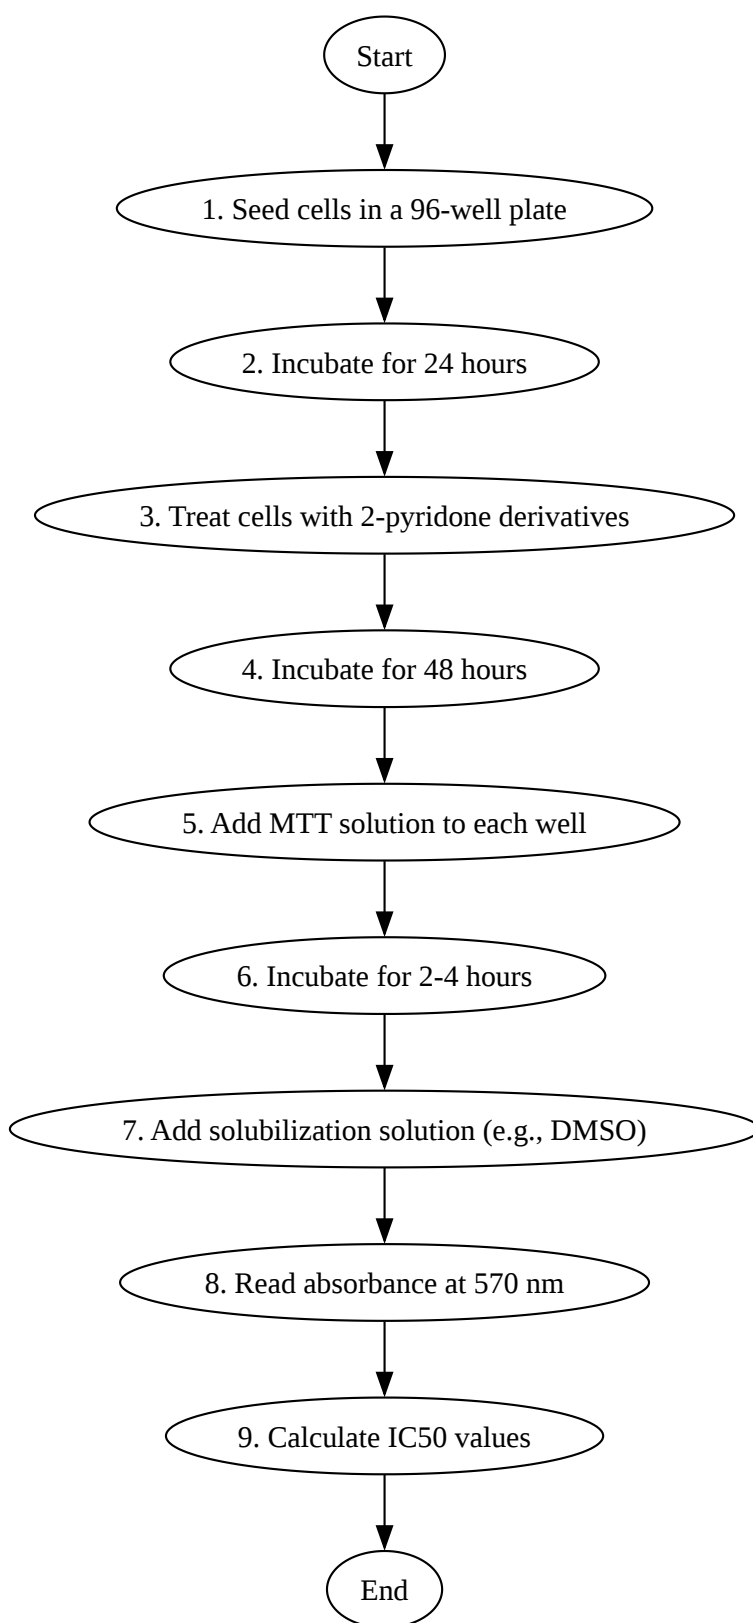 Start
1. Seed cells in a 96-well plate
2. Incubate for 24 hours
3. Treat cells with 2-pyridone derivatives
4. Incubate for 48 hours
5. Add MTT solution to each well
6. Incubate for 2-4 hours
7. Add solubilization solution (e.g., DMSO)
8. Read absorbance at 570 nm
9. Calculate IC50 values
End